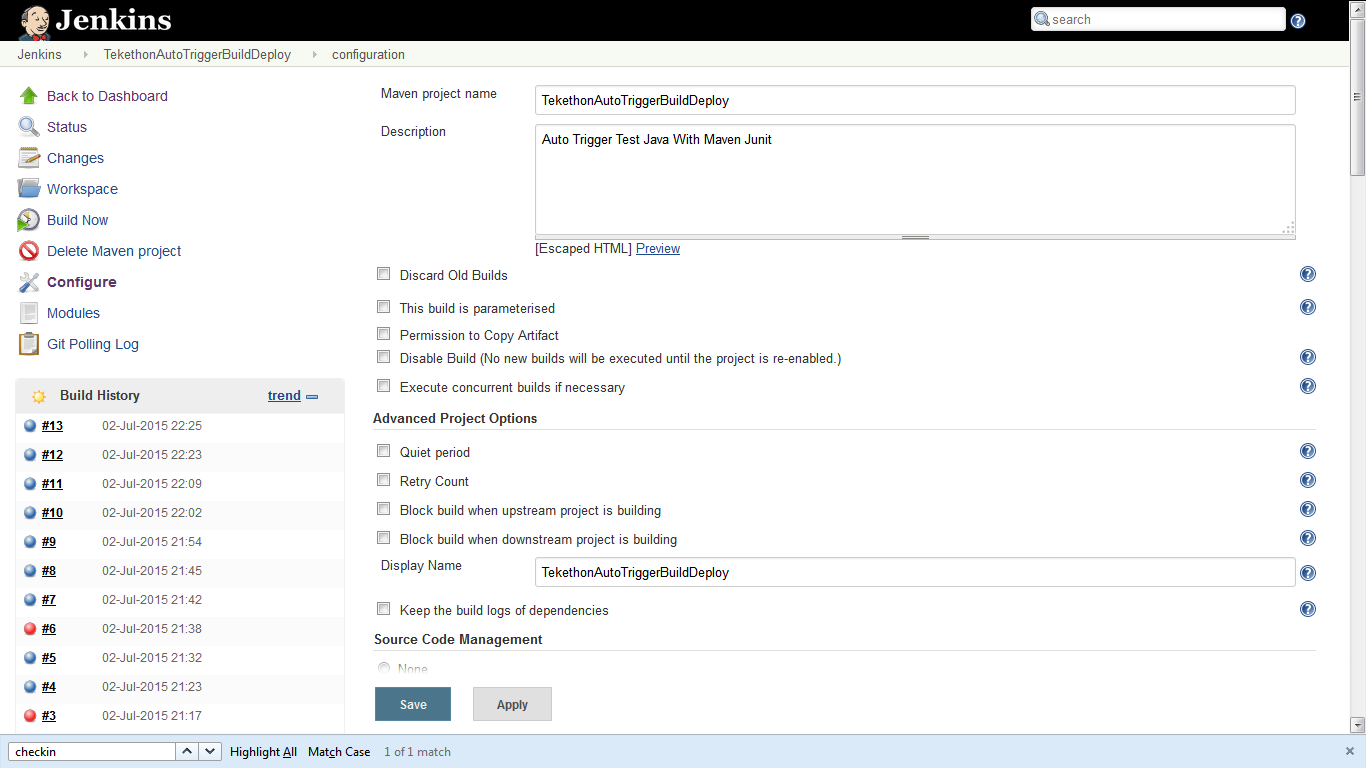 Jenkins
search
Jenkins TekethonAutoTriggerBuildDeploy configuration
Back to Dashboard
Status
Changes
Workspace
Build Now
Delete Maven project
Configure
Modules
Git Polling Log
Build History trend
#13 02-Jul-2015 22:25
#12 02-Jul-2015 22:23
#11 02-Jul-2015 22:09
#10 02-Jul-2015 22:02
#9 02-Jul-2015 21:54
#8 02-Jul-2015 21:45
#7 02-Jul-2015 21:42
#6 02-Jul-2015 21:38
#5 02-Jul-2015 21:32
#4 02-Jul-2015 21:23
#3 02-Jul-2015 21:17
Maven project name TekethonAutoTriggerBuildDeploy
Description Auto Trigger Test Java With Maven Junit
[Escaped HTML] Preview
Discard Old Builds
This build is parameterised
Permission to Copy Artifact
Disable Build (No new builds will be executed until the project is re-enabled.)
Execute concurrent builds if necessary
Advanced Project Options
Quiet period
Retry Count
Block build when upstream project is building
Block build when downstream project is building
Display Name TekethonAutoTriggerBuildDeploy
Keep the build logs of dependencies
Source Code Management
None
Save Apply
checkin Highlight All Match Case 1 of 1 match